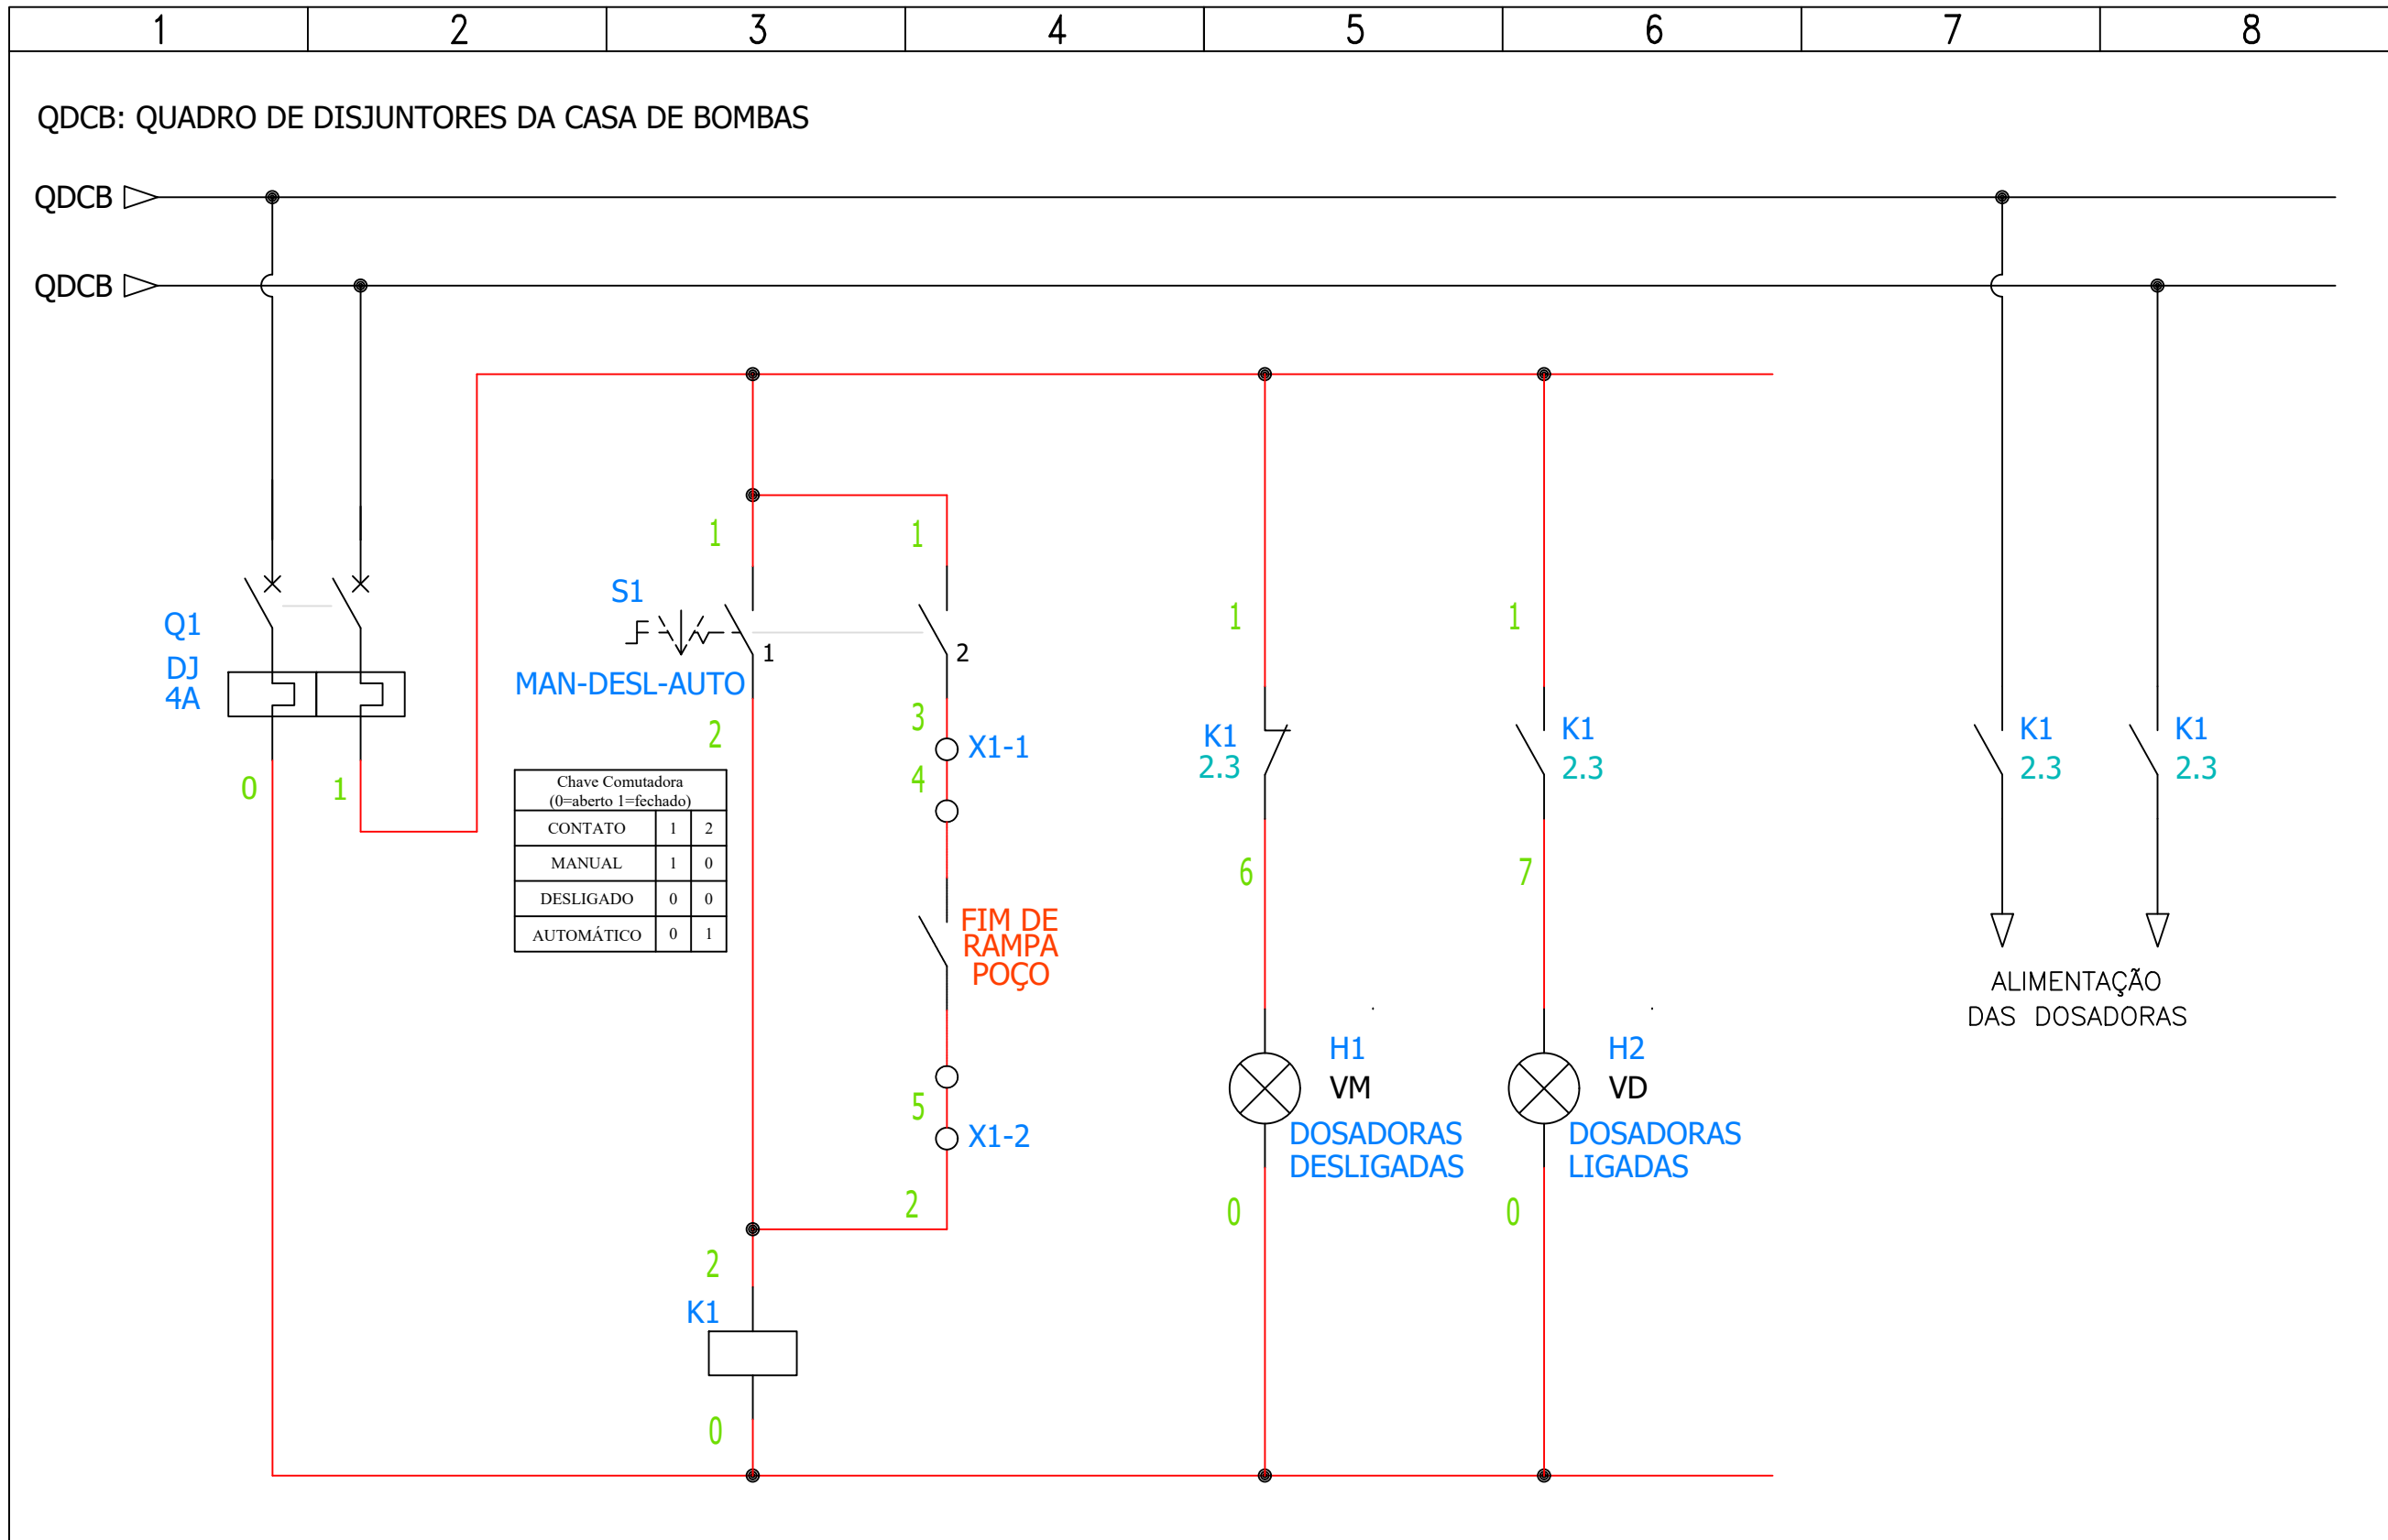 1 2 3 4 5 6 7 8
QDCB: QUADRO DE DISJUNTORES DA CASA DE BOMBAS
QDCB
QDCB
Q1
DJ
4A
0 1
1 1
S1
1 2
MAN-DESL-AUTO
2
Chave Comutadora
(0=aberto 1=fechado)
CONTATO 1 2
MANUAL 1 0
DESLIGADO 0 0
AUTOMÁTICO 0 1
3
X1-1
4
FIM DE
RAMPA
POÇO
5
X1-2
2
2
K1
0
1
K1
2.3
6
H1
VM
DOSADORAS
DESLIGADAS
0
1
K1
2.3
7
H2
VD
DOSADORAS
LIGADAS
0
K1
2.3
K1
2.3
ALIMENTAÇÃO
DAS DOSADORAS